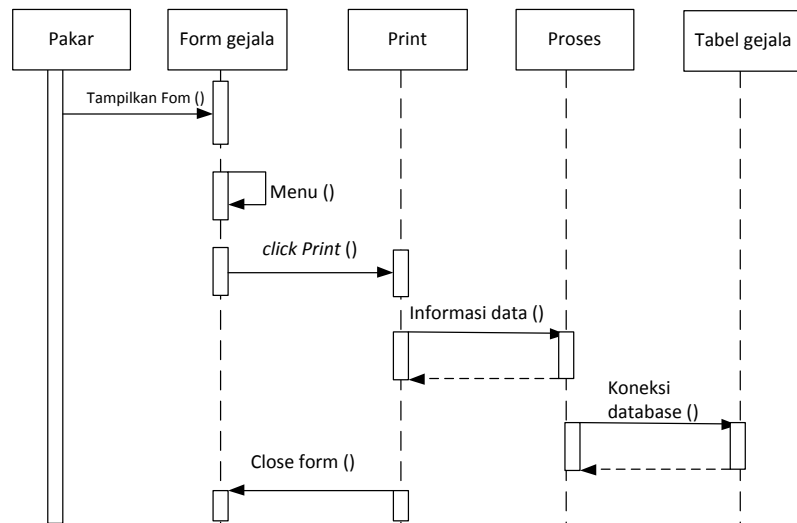 Pakar
Form gejala
Print
Proses
Tabel gejala
Tampilkan Fom ()
Menu ()
click Print ()
Informasi data ()
Koneksi
database ()
Close form ()